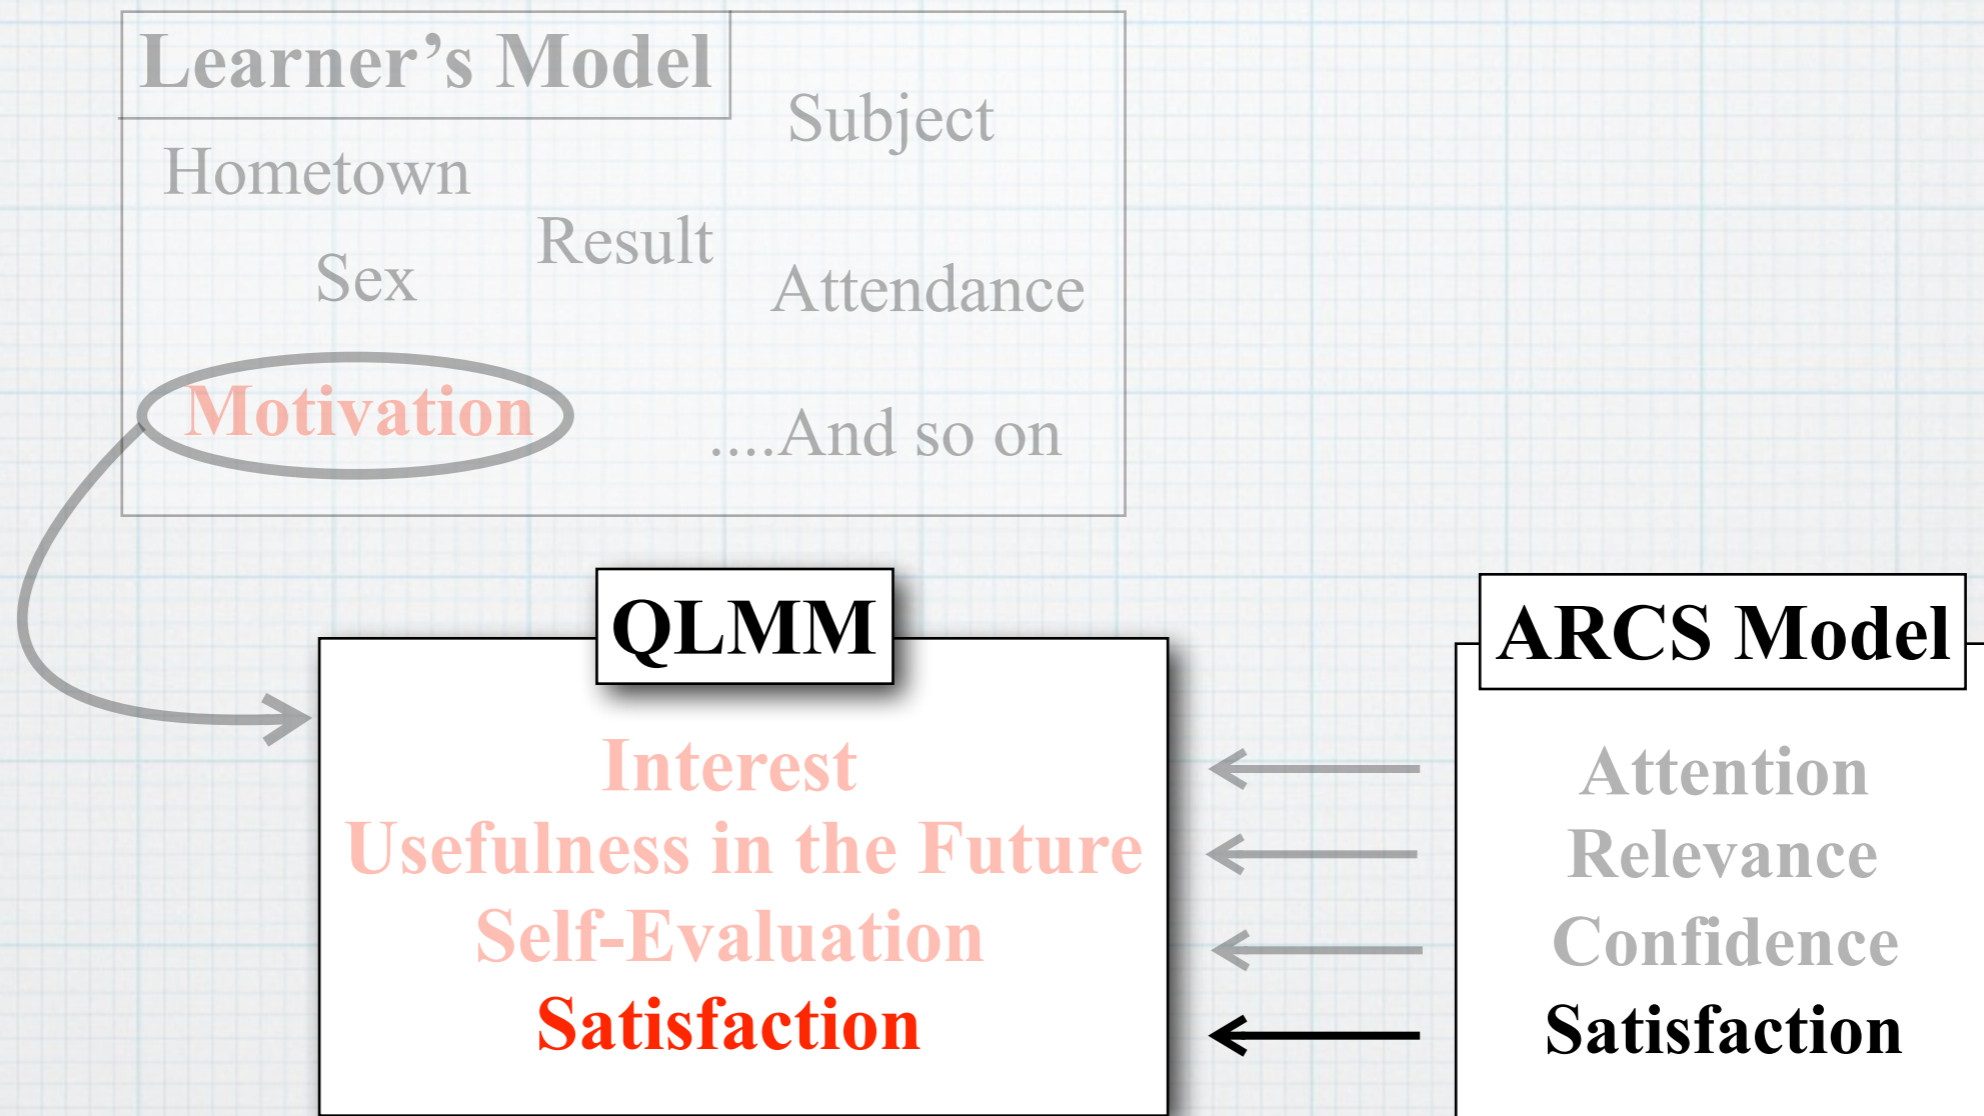 Learner’s Model
Subject
Hometown
Result
Sex
Attendance
Motivation
....And so on
QLMM
Interest
Usefulness in the Future
Self-Evaluation
Satisfaction
ARCS Model
Attention
Relevance
Confidence
Satisfaction